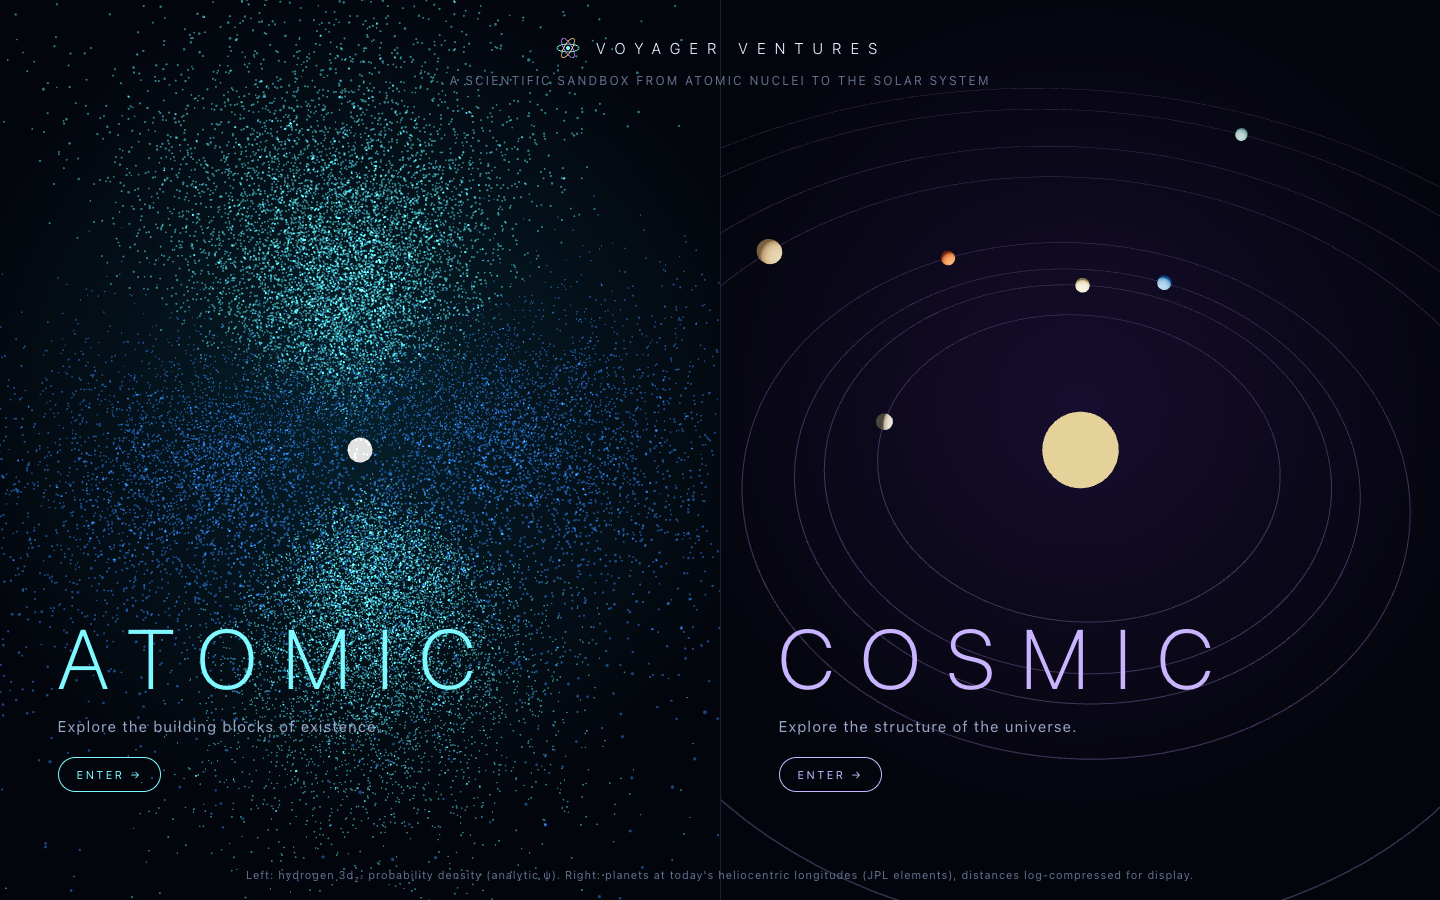 VOYAGER VENTURES
A SCIENTIFIC SANDBOX FROM ATOMIC NUCLEI TO THE SOLAR SYSTEM
ATOMIC
Explore the building blocks of existence.
ENTER →
COSMIC
Explore the structure of the universe.
ENTER →
Left: hydrogen 3d_z² probability density (analytic ψ). Right: planets at today's heliocentric longitudes (JPL elements), distances log-compressed for display.